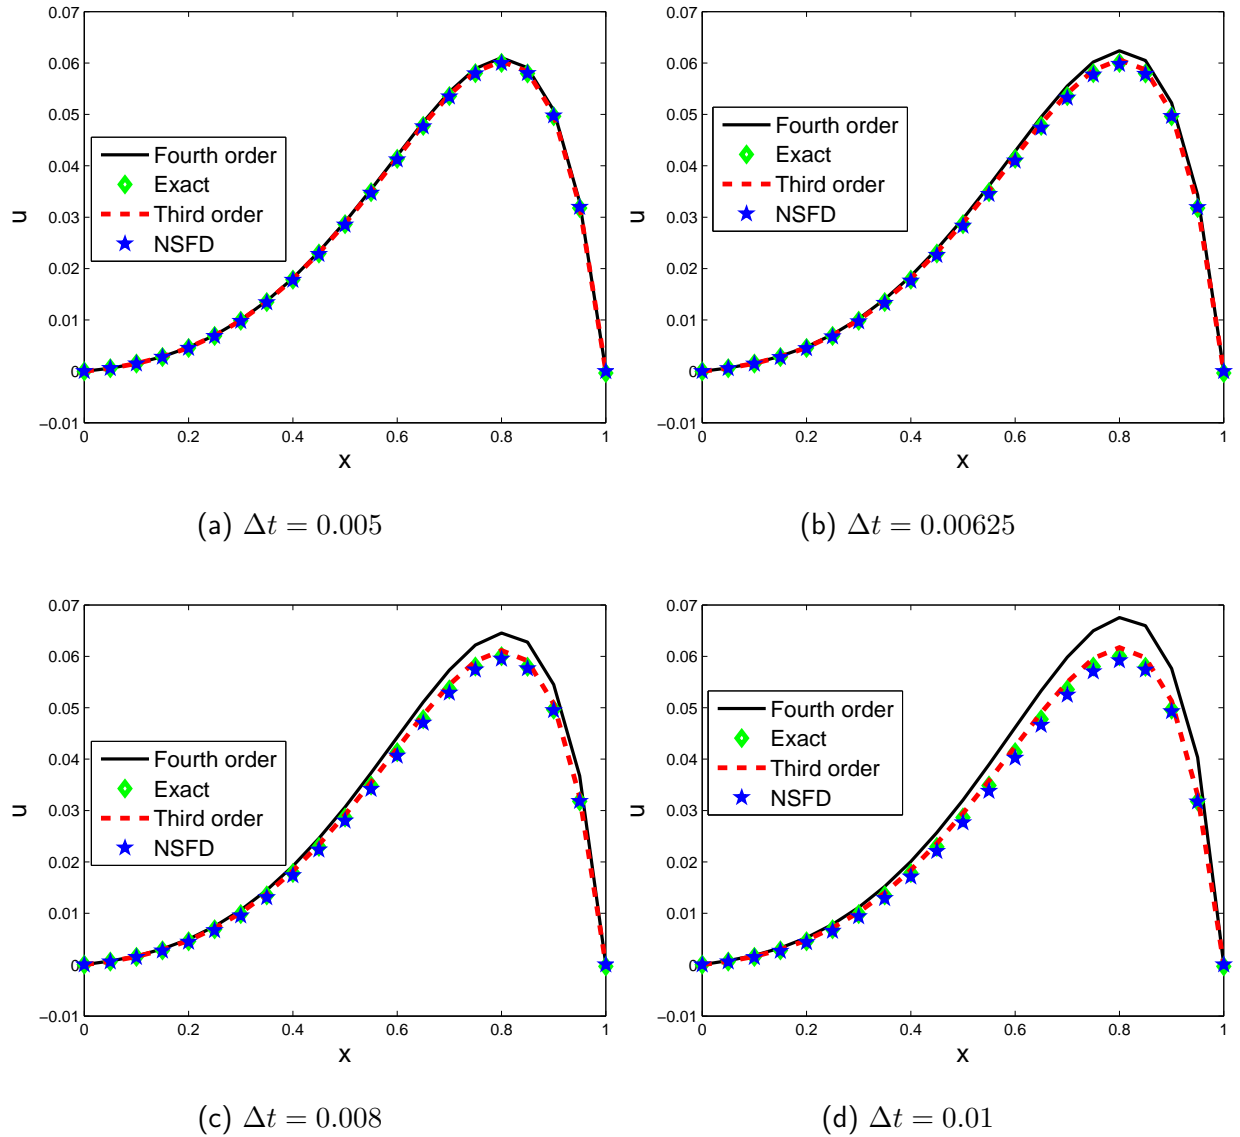 0.07
0.06
0.05
0.04
0.03
0.02
0.01
0
−0.01
0
0.2
0.4
0.6
0.8
1
u
x
Fourth order
Exact
Third order
NSFD
(a) Δt = 0.005
0.07
0.06
0.05
0.04
0.03
0.02
0.01
0
−0.01
0
0.2
0.4
0.6
0.8
1
u
x
Fourth order
Exact
Third order
NSFD
(b) Δt = 0.00625
0.07
0.06
0.05
0.04
0.03
0.02
0.01
0
−0.01
0
0.2
0.4
0.6
0.8
1
u
x
Fourth order
Exact
Third order
NSFD
(c) Δt = 0.008
0.07
0.06
0.05
0.04
0.03
0.02
0.01
0
−0.01
0
0.2
0.4
0.6
0.8
1
u
x
Fourth order
Exact
Third order
NSFD
(d) Δt = 0.01